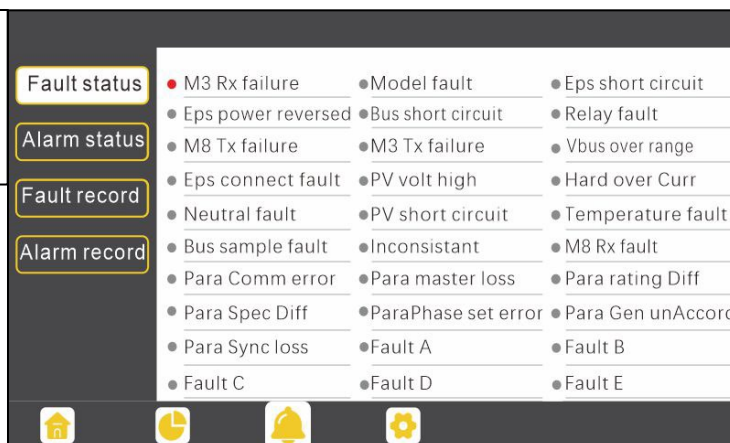 Fault status
Alarm status
Fault record
Alarm record
M3 Rx failure Model fault Eps short circuit
Eps power reversed Bus short circuit Relay fault
M8 Tx failure M3 Tx failure Vbus over range
Eps connect fault PV volt high Hard over Curr
Neutral fault PV short circuit Temperature fault
Bus sample fault Inconsistant M8 Rx fault
Para Comm error Para master loss Para rating Diff
Para Spec Diff ParaPhase set error Para Gen unAccord
Para Sync loss Fault A Fault B
Fault C Fault D Fault E